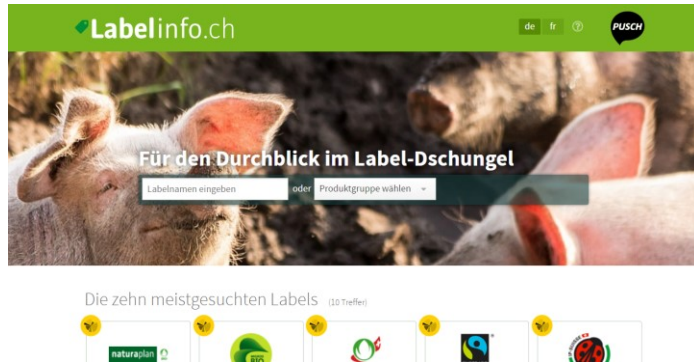 Labelinfo.ch
de fr ?
PUSCH
Für den Durchblick im Label-Dschungel
Labelnamen eingeben oder Produktgruppe wählen
Die zehn meistgesuchten Labels (10 Treffer)
naturaplan
BIO